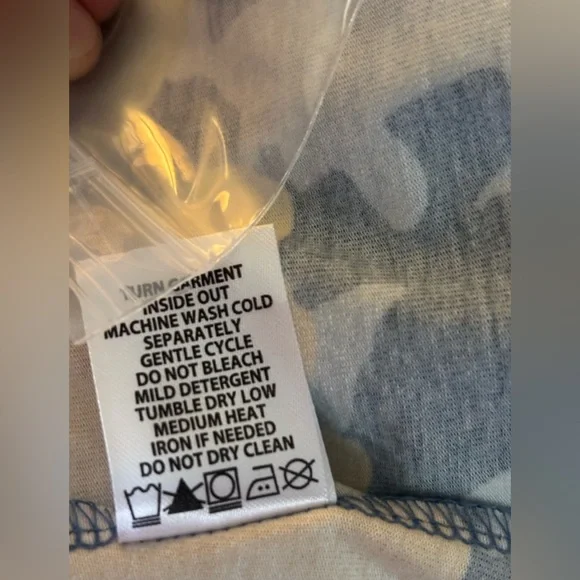 TURN GARMENT
INSIDE OUT
MACHINE WASH COLD
SEPARATELY
GENTLE CYCLE
DO NOT BLEACH
MILD DETERGENT
TUMBLE DRY LOW
MEDIUM HEAT
IRON IF NEEDED
DO NOT DRY CLEAN